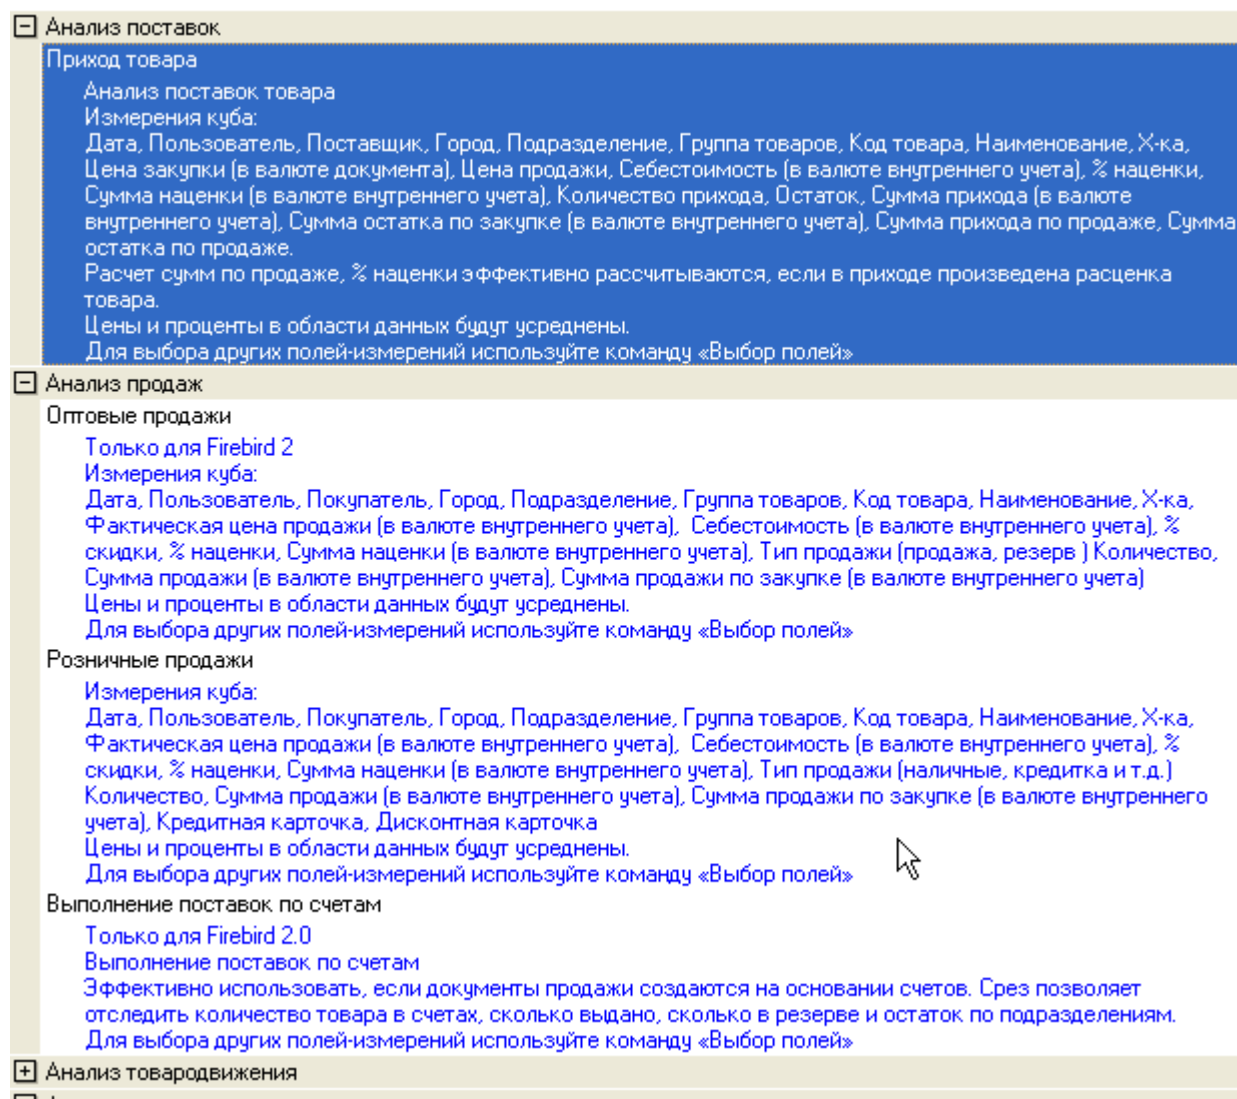 Анализ поставок
Приход товара
Анализ поставок товара
Измерения куба:
Дата, Пользователь, Поставщик, Город, Подразделение, Группа товаров, Код товара, Наименование, Х-ка,
Цена закупки (в валюте документа), Цена продажи, Себестоимость (в валюте внутреннего учета), % наценки,
Сумма наценки (в валюте внутреннего учета), Количество прихода, Остаток, Сумма прихода (в валюте
внутреннего учета), Сумма остатка по закупке (в валюте внутреннего учета), Сумма прихода по продаже, Сумма
остатка по продаже.
Расчет сумм по продаже, % наценки эффективно рассчитываются, если в приходе произведена расценка
товара.
Цены и проценты в области данных будут усреднены.
Для выбора других полей-измерений используйте команду «Выбор полей»
Анализ продаж
Оптовые продажи
Только для Firebird 2
Измерения куба:
Дата, Пользователь, Покупатель, Город, Подразделение, Группа товаров, Код товара, Наименование, Х-ка,
Фактическая цена продажи (в валюте внутреннего учета),  Себестоимость (в валюте внутреннего учета), %
скидки, % наценки, Сумма наценки (в валюте внутреннего учета), Тип продажи (продажа, резерв ) Количество,
Сумма продажи (в валюте внутреннего учета), Сумма продажи по закупке (в валюте внутреннего учета)
Цены и проценты в области данных будут усреднены.
Для выбора других полей-измерений используйте команду «Выбор полей»
Розничные продажи
Измерения куба:
Дата, Пользователь, Покупатель, Город, Подразделение, Группа товаров, Код товара, Наименование, Х-ка,
Фактическая цена продажи (в валюте внутреннего учета),  Себестоимость (в валюте внутреннего учета), %
скидки, % наценки, Сумма наценки (в валюте внутреннего учета), Тип продажи (наличные, кредитка и т.д.)
Количество, Сумма продажи (в валюте внутреннего учета), Сумма продажи по закупке (в валюте внутреннего
учета), Кредитная карточка, Дисконтная карточка
Цены и проценты в области данных будут усреднены.
Для выбора других полей-измерений используйте команду «Выбор полей»
Выполнение поставок по счетам
Только для Firebird 2.0
Выполнение поставок по счетам
Эффективно использовать, если документы продажи создаются на основании счетов. Срез позволяет
отследить количество товара в счетах, сколько выдано, сколько в резерве и остаток по подразделениям.
Для выбора других полей-измерений используйте команду «Выбор полей»
Анализ товародвижения